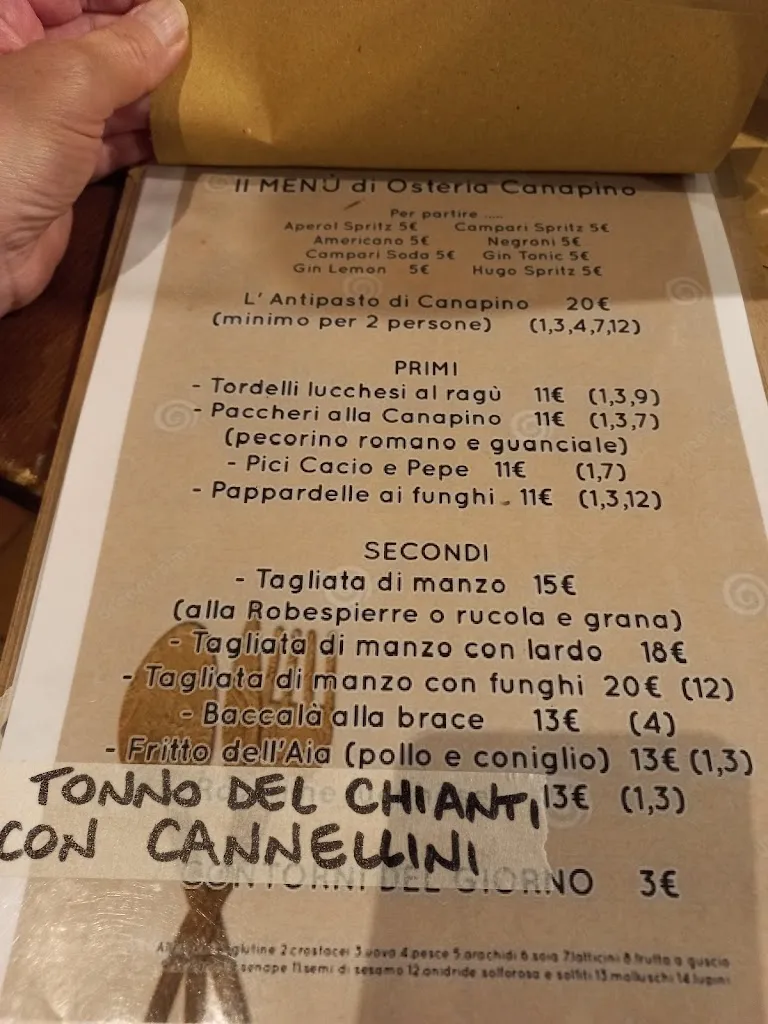 Il MENÙ di Osteria Canapino
Per partire .....
Aperol Spritz 5€ Campari Spritz 5€
Americano 5€ Negroni 5€
Campari Soda 5€ Gin Tonic 5€
Gin Lemon 5€ Hugo Spritz 5€
L' Antipasto di Canapino 20€
(minimo per 2 persone) (1,3,4,7,12)
PRIMI
- Tordelli lucchesi al ragù 11€ (1,3,9)
- Paccheri alla Canapino 11€ (1,3,7)
(pecorino romano e guanciale)
- Pici Cacio e Pepe 11€ (1,7)
- Pappardelle ai funghi 11€ (1,3,12)
SECONDI
- Tagliata di manzo 15€
(alla Robespierre o rucola e grana)
- Tagliata di manzo con lardo 18€
- Tagliata di manzo con funghi 20€ (12)
- Baccalà alla brace 13€ (4)
- Fritto dell'Aia (pollo e coniglio) 13€ (1,3)
TONNO DEL CHIANTI 13€ (1,3)
CON CANNELLINI
CONTORNI DEL GIORNO 3€
glutine 2 crostacei 3 uova 4 pesce 5 arachidi 6 soia 7 latticini 8 frutta a guscio
senape 11 semi di sesamo 12 anidride solforosa e solfiti 13 molluschi 14 lupini